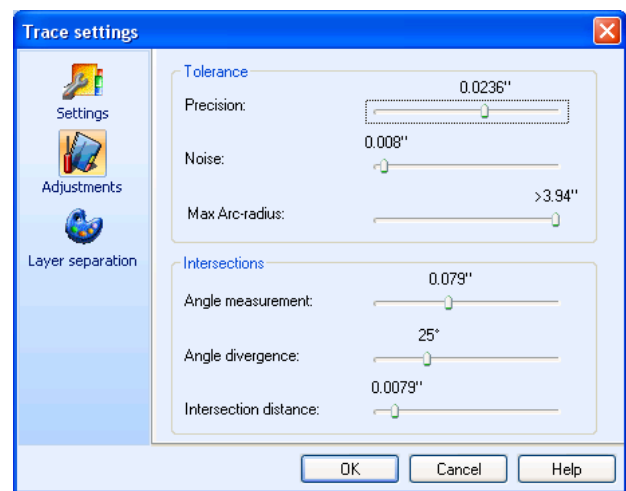 Trace settings
Settings
Adjustments
Layer separation
Tolerance
Precision:
0.0236"
Noise:
0.008"
Max Arc-radius:
>3.94"
Intersections
Angle measurement:
0.079"
Angle divergence:
25°
Intersection distance:
0.0079"
OK
Cancel
Help